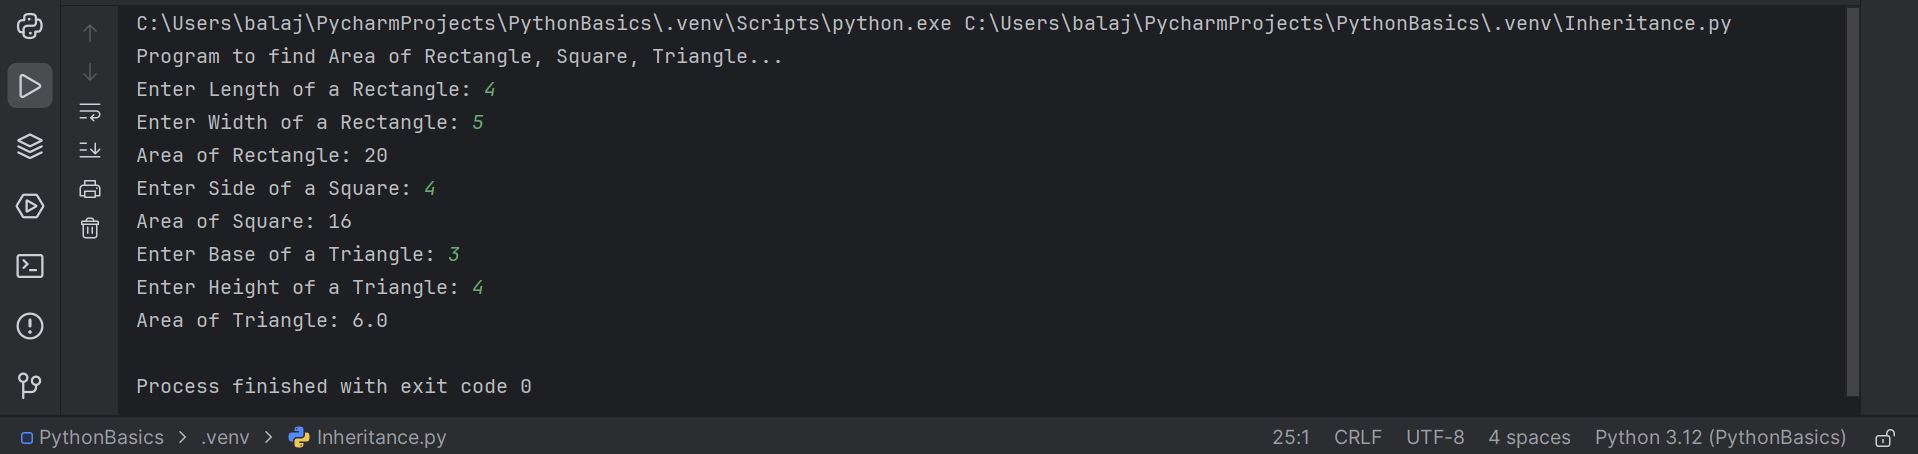 C:\Users\balaj\PycharmProjects\PythonBasics\.venv\Scripts\python.exe C:\Users\balaj\PycharmProjects\PythonBasics\.venv\Inheritance.py
Program to find Area of Rectangle, Square, Triangle...
Enter Length of a Rectangle: 4
Enter Width of a Rectangle: 5
Area of Rectangle: 20
Enter Side of a Square: 4
Area of Square: 16
Enter Base of a Triangle: 3
Enter Height of a Triangle: 4
Area of Triangle: 6.0
Process finished with exit code 0
PythonBasics > .venv > Inheritance.py 25:1 CRLF UTF-8 4 spaces Python 3.12 (PythonBasics)